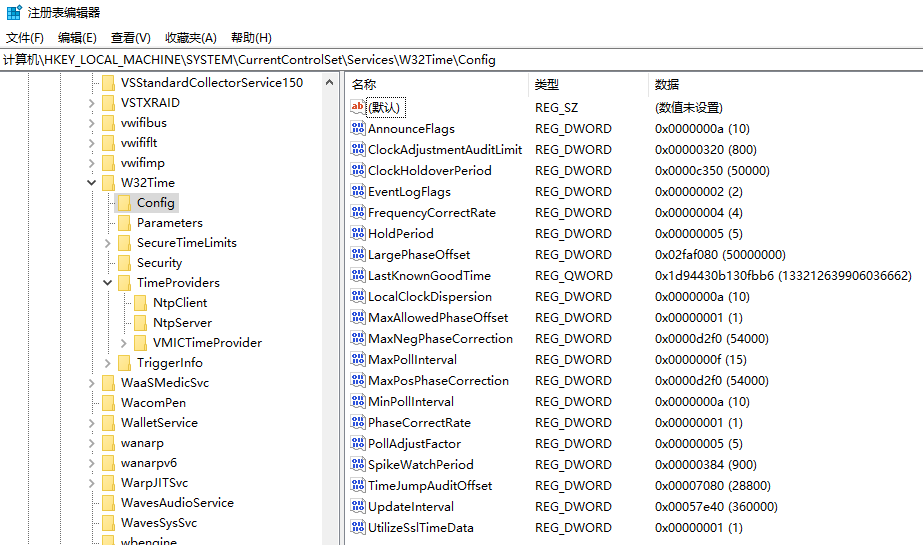 注册表编辑器
文件(F) 编辑(E) 查看(V) 收藏夹(A) 帮助(H)
计算机\HKEY_LOCAL_MACHINE\SYSTEM\CurrentControlSet\Services\W32Time\Config
VSStandardCollectorService150
VSTXRAID
vwifibus
vwififlt
vwifimp
W32Time
Config
Parameters
SecureTimeLimits
Security
TimeProviders
NtpClient
NtpServer
VMICTimeProvider
TriggerInfo
WaaSMedicSvc
WacomPen
WalletService
wanarp
wanarpv6
WarpJITSvc
WavesAudioService
WavesSysSvc
wbengine
名称 类型 数据
ab (默认) REG_SZ (数值未设置)
AnnounceFlags REG_DWORD 0x0000000a (10)
ClockAdjustmentAuditLimit REG_DWORD 0x00000320 (800)
ClockHoldoverPeriod REG_DWORD 0x0000c350 (50000)
EventLogFlags REG_DWORD 0x00000002 (2)
FrequencyCorrectRate REG_DWORD 0x00000004 (4)
HoldPeriod REG_DWORD 0x00000005 (5)
LargePhaseOffset REG_DWORD 0x02faf080 (50000000)
LastKnownGoodTime REG_QWORD 0x1d94430b130fbb6 (133212639906036662)
LocalClockDispersion REG_DWORD 0x0000000a (10)
MaxAllowedPhaseOffset REG_DWORD 0x00000001 (1)
MaxNegPhaseCorrection REG_DWORD 0x0000d2f0 (54000)
MaxPollInterval REG_DWORD 0x0000000f (15)
MaxPosPhaseCorrection REG_DWORD 0x0000d2f0 (54000)
MinPollInterval REG_DWORD 0x0000000a (10)
PhaseCorrectRate REG_DWORD 0x00000001 (1)
PollAdjustFactor REG_DWORD 0x00000005 (5)
SpikeWatchPeriod REG_DWORD 0x00000384 (900)
TimeJumpAuditOffset REG_DWORD 0x00007080 (28800)
UpdateInterval REG_DWORD 0x00057e40 (360000)
UtilizeSslTimeData REG_DWORD 0x00000001 (1)